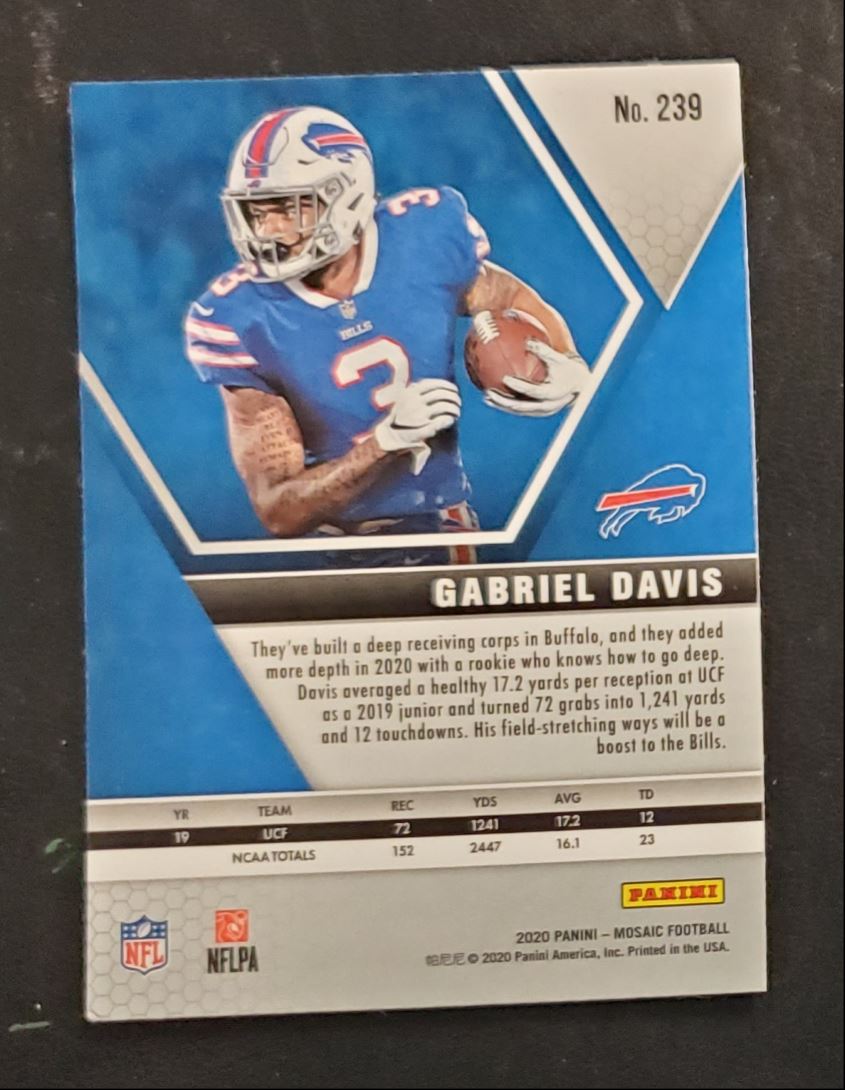 No. 239
3
3
BILLS
3
GABRIEL DAVIS
They've built a deep receiving corps in Buffalo, and they added
more depth in 2020 with a rookie who knows how to go deep.
Davis averaged a healthy 17.2 yards per reception at UCF
as a 2019 junior and turned 72 grabs into 1,241 yards
and 12 touchdowns. His field-stretching ways will be a
boost to the Bills.
YR TEAM REC YDS AVG TD
19 UCF 72 1241 17.2 12
NCAA TOTALS 152 2447 16.1 23
PANINI
NFL NFLPA
2020 PANINI – MOSAIC FOOTBALL
帕尼尼 © 2020 Panini America, Inc. Printed in the USA.